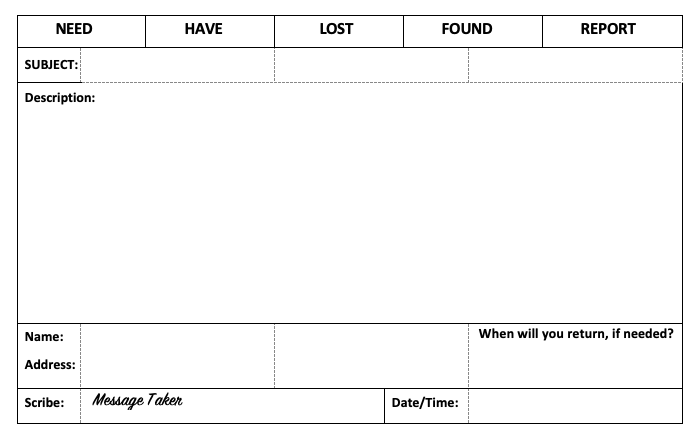 NEED HAVE LOST FOUND REPORT
SUBJECT:
Description:
Name: When will you return, if needed?
Address:
Scribe: Message Taker Date/Time: